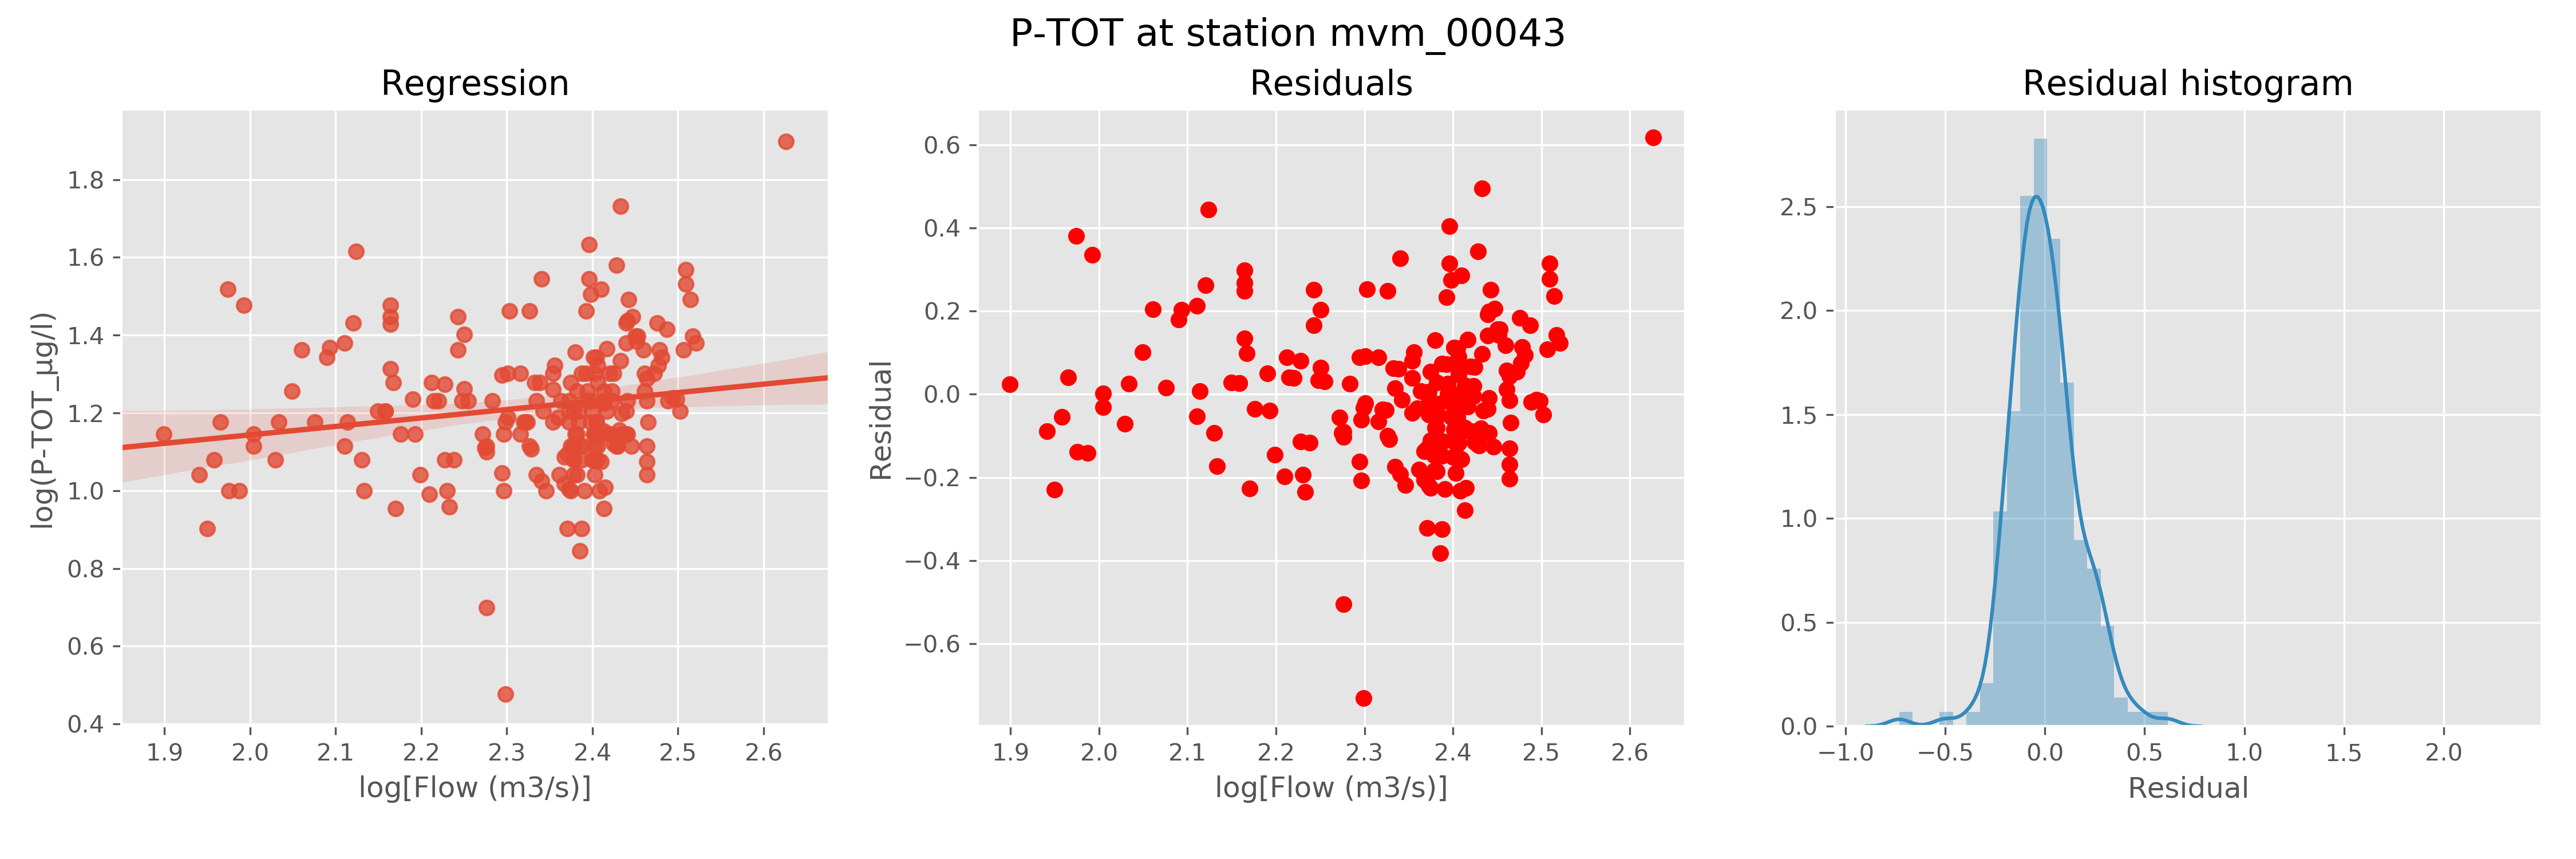 P-TOT at station mvm_00043
Regression
log(P-TOT_µg/l)
1.8
1.6
1.4
1.2
1.0
0.8
0.6
0.4
1.9 2.0 2.1 2.2 2.3 2.4 2.5 2.6
log[Flow (m3/s)]
Residuals
Residual
0.6
0.4
0.2
0.0
−0.2
−0.4
−0.6
1.9 2.0 2.1 2.2 2.3 2.4 2.5 2.6
log[Flow (m3/s)]
Residual histogram
2.5
2.0
1.5
1.0
0.5
0.0
−1.0 −0.5 0.0 0.5 1.0 1.5 2.0
Residual